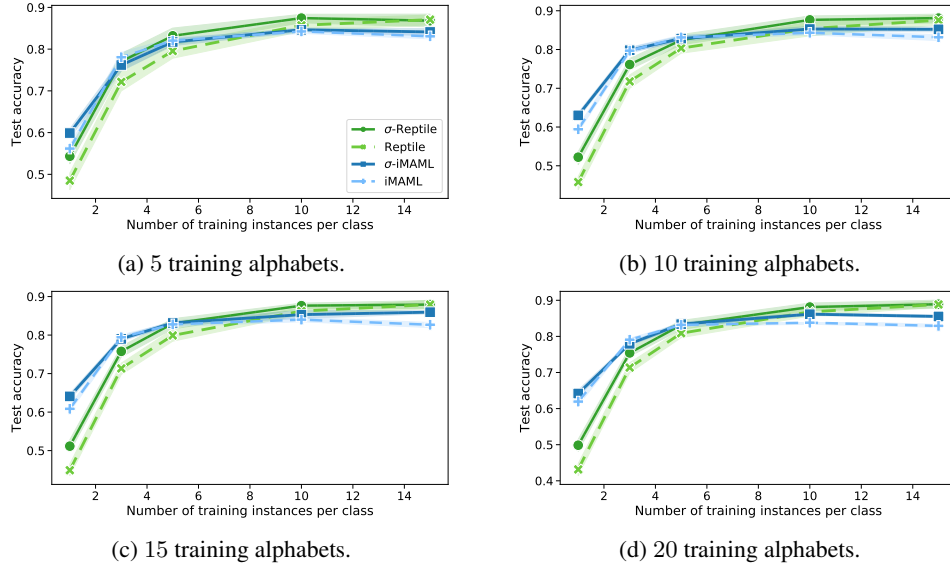 0.9
0.8
0.7
0.6
0.5
Test accuracy
σ-Reptile
Reptile
σ-iMAML
iMAML
2 4 6 8 10 12 14
Number of training instances per class
(a) 5 training alphabets.
0.9
0.8
0.7
0.6
0.5
Test accuracy
2 4 6 8 10 12 14
Number of training instances per class
(b) 10 training alphabets.
0.9
0.8
0.7
0.6
0.5
Test accuracy
2 4 6 8 10 12 14
Number of training instances per class
(c) 15 training alphabets.
0.9
0.8
0.7
0.6
0.5
0.4
Test accuracy
2 4 6 8 10 12 14
Number of training instances per class
(d) 20 training alphabets.